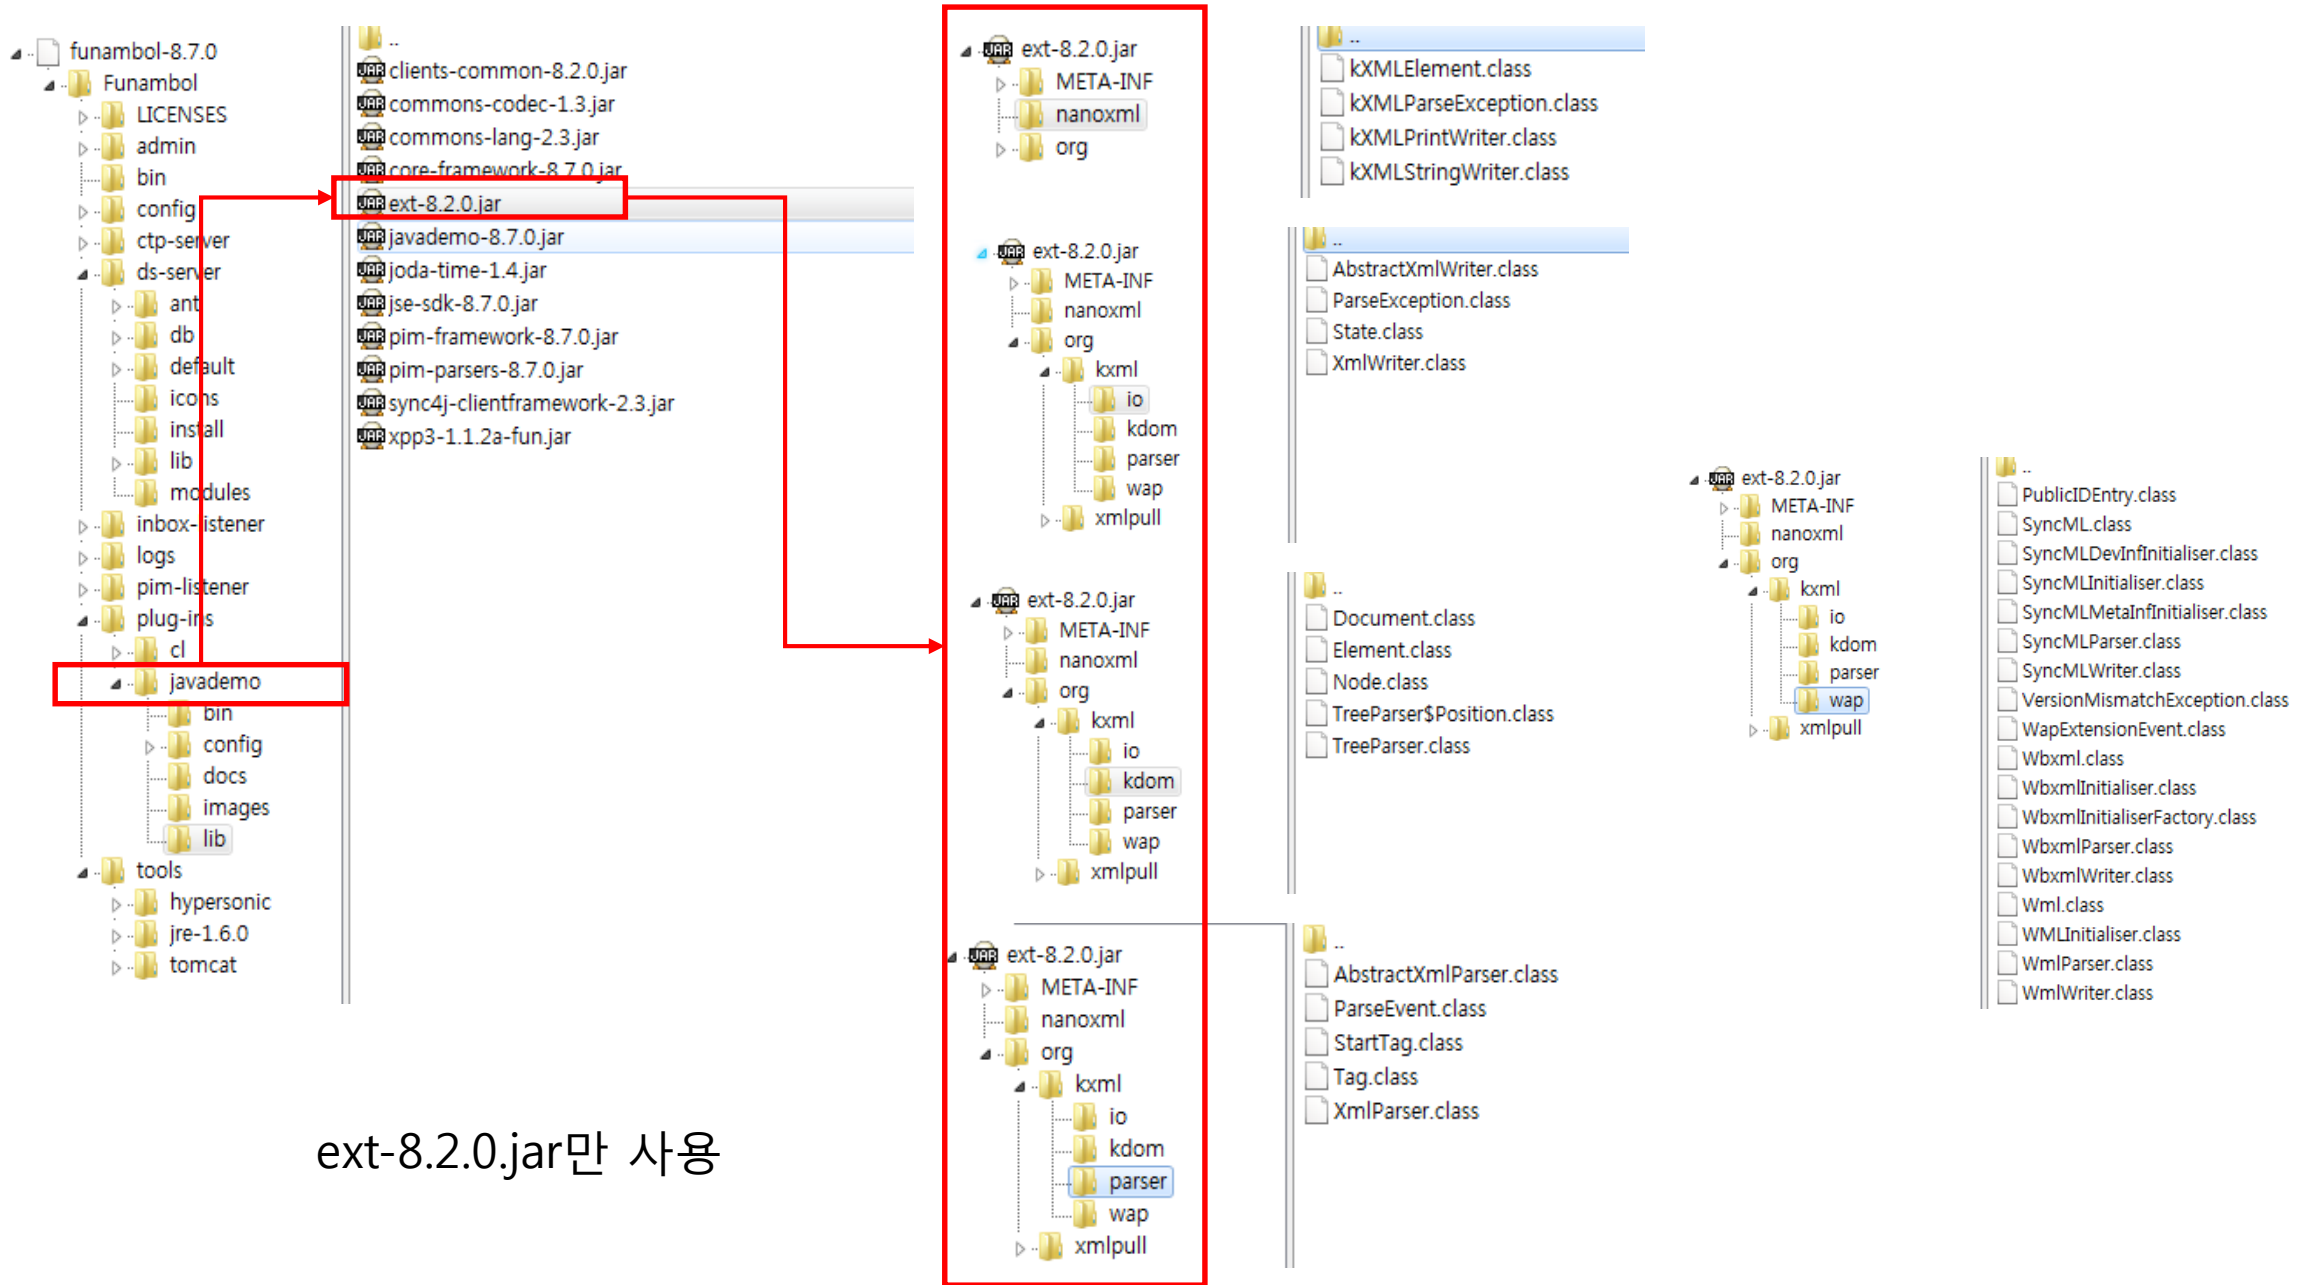 funambol-8.7.0
Funambol
LICENSES
admin
bin
config
ctp-server
ds-server
ant
db
default
icons
install
lib
modules
inbox-listener
logs
pim-listener
plug-ins
cl
javademo
bin
config
docs
images
lib
tools
hypersonic
jre-1.6.0
tomcat
..
clients-common-8.2.0.jar
commons-codec-1.3.jar
commons-lang-2.3.jar
core-framework-8.7.0.jar
ext-8.2.0.jar
javademo-8.7.0.jar
joda-time-1.4.jar
jse-sdk-8.7.0.jar
pim-framework-8.7.0.jar
pim-parsers-8.7.0.jar
sync4j-clientframework-2.3.jar
xpp3-1.1.2a-fun.jar
ext-8.2.0.jar만 사용
ext-8.2.0.jar
META-INF
nanoxml
org
..
kXMLElement.class
kXMLParseException.class
kXMLPrintWriter.class
kXMLStringWriter.class
ext-8.2.0.jar
META-INF
nanoxml
org
kxml
io
kdom
parser
wap
xmlpull
..
AbstractXmlWriter.class
ParseException.class
State.class
XmlWriter.class
ext-8.2.0.jar
META-INF
nanoxml
org
kxml
io
kdom
parser
wap
xmlpull
..
Document.class
Element.class
Node.class
TreeParser$Position.class
TreeParser.class
ext-8.2.0.jar
META-INF
nanoxml
org
kxml
io
kdom
parser
wap
xmlpull
..
AbstractXmlParser.class
ParseEvent.class
StartTag.class
Tag.class
XmlParser.class
ext-8.2.0.jar
META-INF
nanoxml
org
kxml
io
kdom
parser
wap
xmlpull
..
PublicIDEntry.class
SyncML.class
SyncMLDevInfInitialiser.class
SyncMLInitialiser.class
SyncMLMetaInfInitialiser.class
SyncMLParser.class
SyncMLWriter.class
VersionMismatchException.class
WapExtensionEvent.class
Wbxml.class
WbxmlInitialiser.class
WbxmlInitialiserFactory.class
WbxmlParser.class
WbxmlWriter.class
Wml.class
WMLInitialiser.class
WmlParser.class
WmlWriter.class